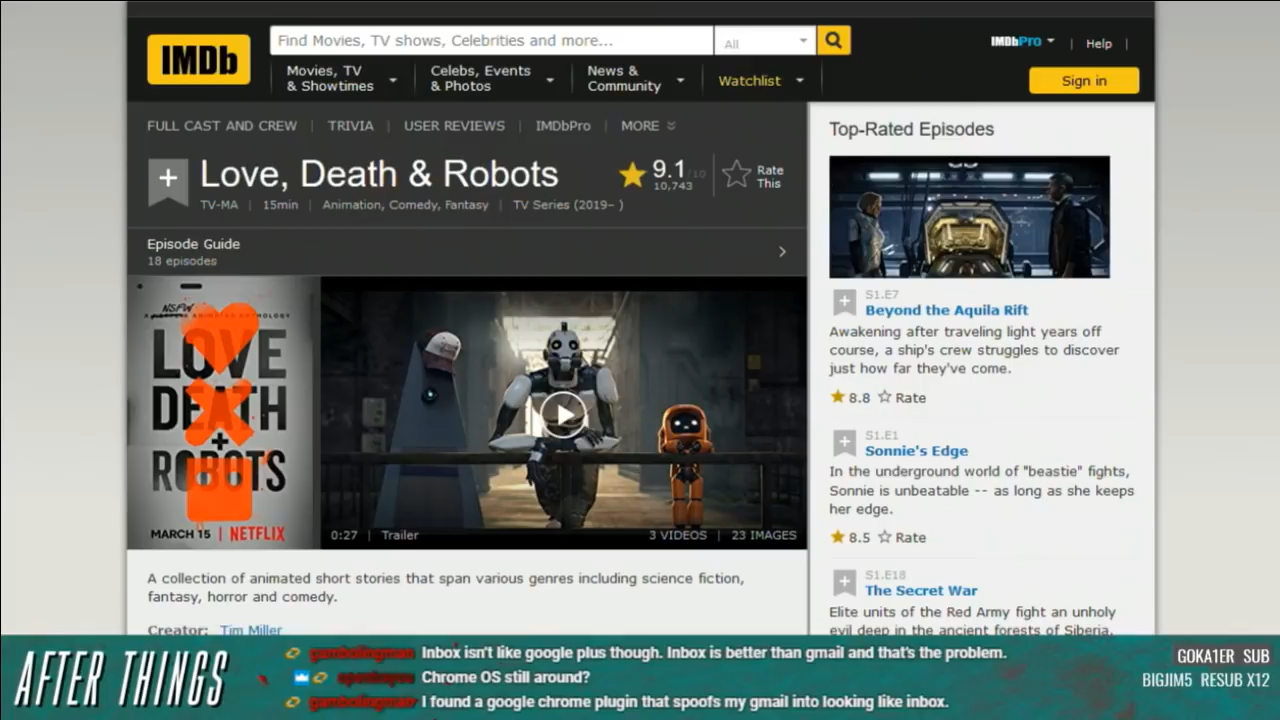 IMDb
Find Movies, TV shows, Celebrities and more...
All
IMDbPro
Help
Movies, TV & Showtimes
Celebs, Events & Photos
News & Community
Watchlist
Sign in
FULL CAST AND CREW | TRIVIA | USER REVIEWS | IMDbPro | MORE
Love, Death & Robots
9.1/10
10,743
Rate This
TV-MA | 15min | Animation, Comedy, Fantasy | TV Series (2019– )
Episode Guide
18 episodes
NSFW
LOVE
DEATH
+
ROBOTS
MARCH 15 | NETFLIX
0:27 | Trailer
3 VIDEOS | 23 IMAGES
A collection of animated short stories that span various genres including science fiction,
fantasy, horror and comedy.
Creator: Tim Miller
Top-Rated Episodes
S1.E7
Beyond the Aquila Rift
Awakening after traveling light years off
course, a ship's crew struggles to discover
just how far they've come.
8.8 Rate
S1.E1
Sonnie's Edge
In the underground world of "beastie" fights,
Sonnie is unbeatable -- as long as she keeps
her edge.
8.5 Rate
S1.E18
The Secret War
Elite units of the Red Army fight an unholy
evil deep in the ancient forests of Siberia.
AFTER THINGS
Inbox isn't like google plus though. Inbox is better than gmail and that's the problem.
Chrome OS still around?
I found a google chrome plugin that spoofs my gmail into looking like inbox.
GOKA1ER SUB
BIGJIM5 RESUB X12